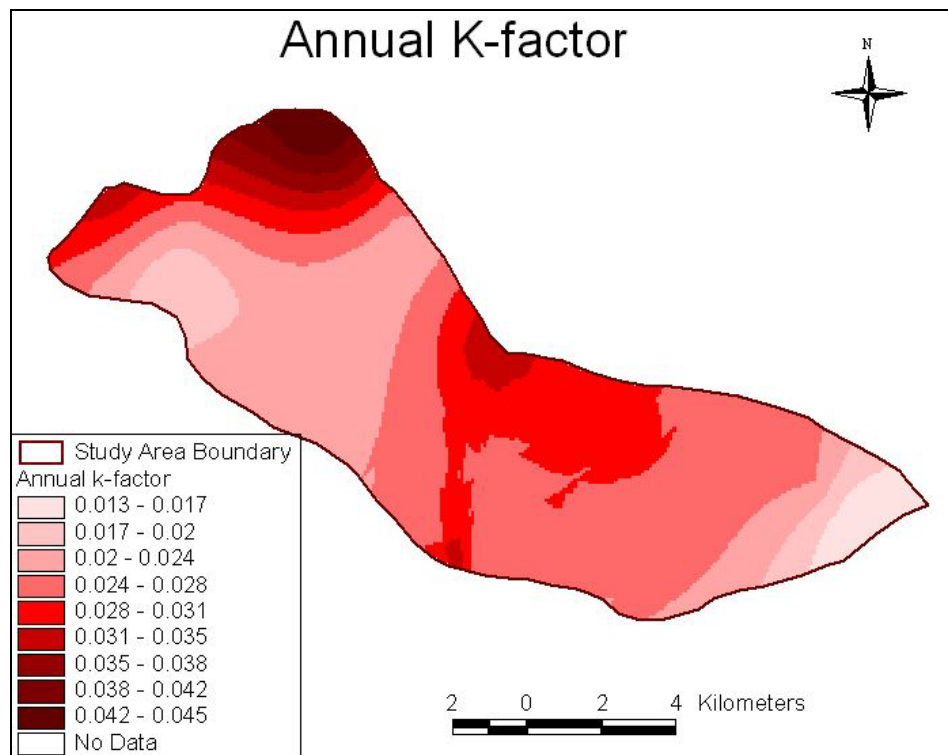 Annual K-factor
N
Study Area Boundary
Annual k-factor
0.013 - 0.017
0.017 - 0.02
0.02 - 0.024
0.024 - 0.028
0.028 - 0.031
0.031 - 0.035
0.035 - 0.038
0.038 - 0.042
0.042 - 0.045
No Data
2 0 2 4 Kilometers